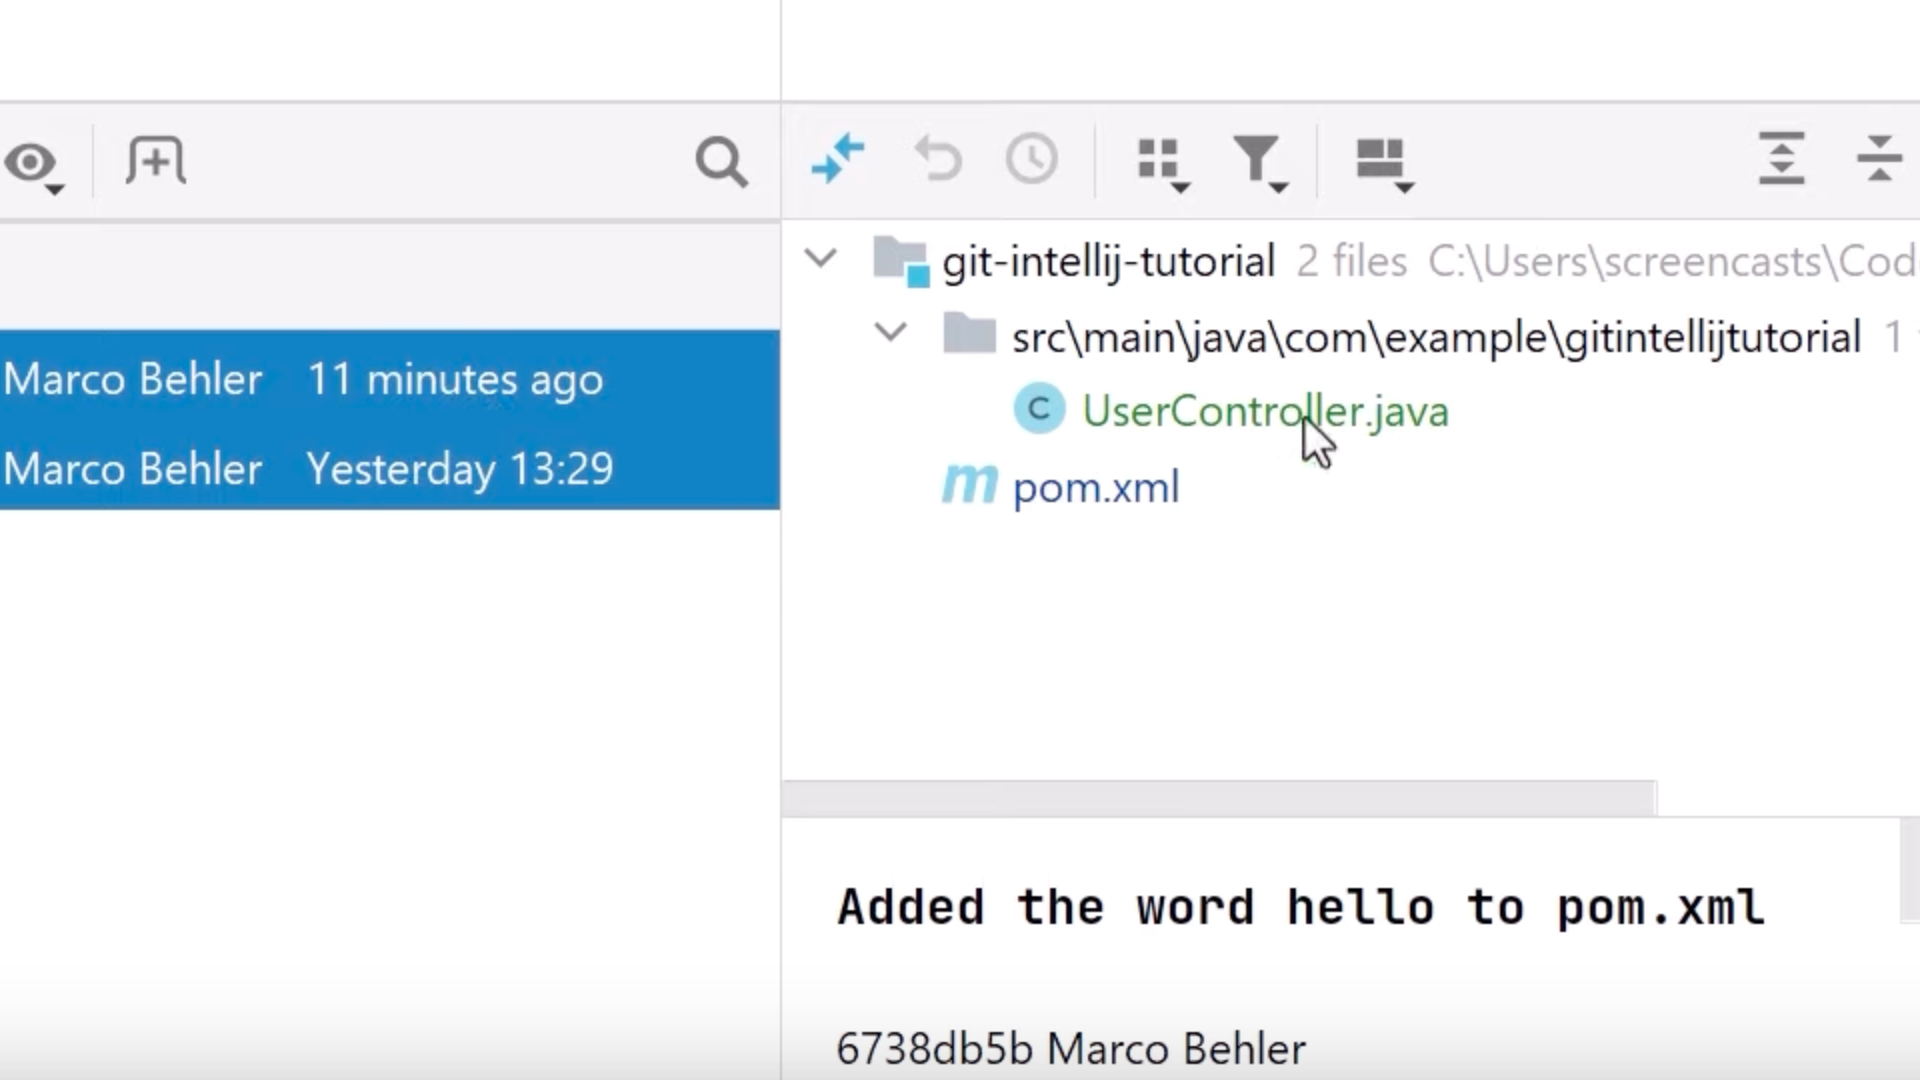 Marco Behler 11 minutes ago
Marco Behler Yesterday 13:29
git-intellij-tutorial 2 files C:\Users\screencasts\Cod
src\main\java\com\example\gitintellijtutorial 1
C UserController.java
m pom.xml
Added the word hello to pom.xml
6738db5b Marco Behler